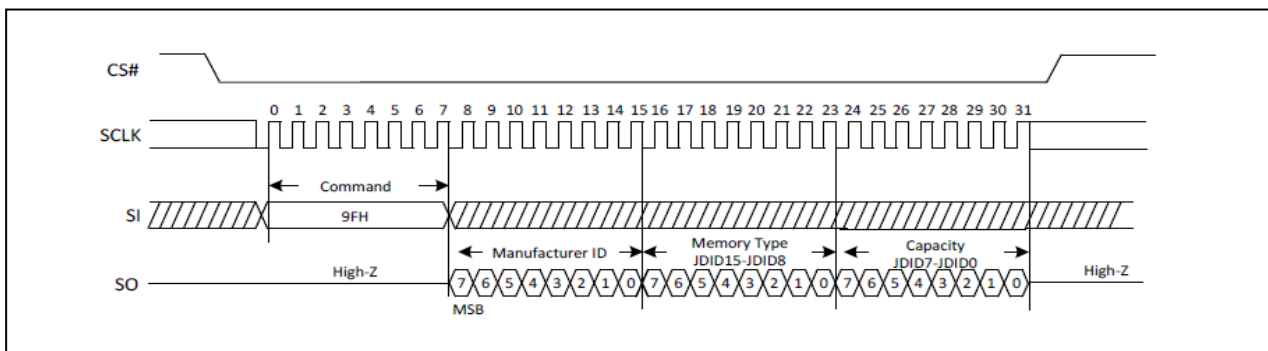 CS#
0 1 2 3 4 5 6 7 8 9 10 11 12 13 14 15 16 17 18 19 20 21 22 23 24 25 26 27 28 29 30 31
SCLK
Command
SI
9FH
Manufacturer ID
Memory Type
JDID15-JDID8
Capacity
JDID7-JDID0
SO
High-Z
7 6 5 4 3 2 1 0 7 6 5 4 3 2 1 0 7 6 5 4 3 2 1 0
High-Z
MSB